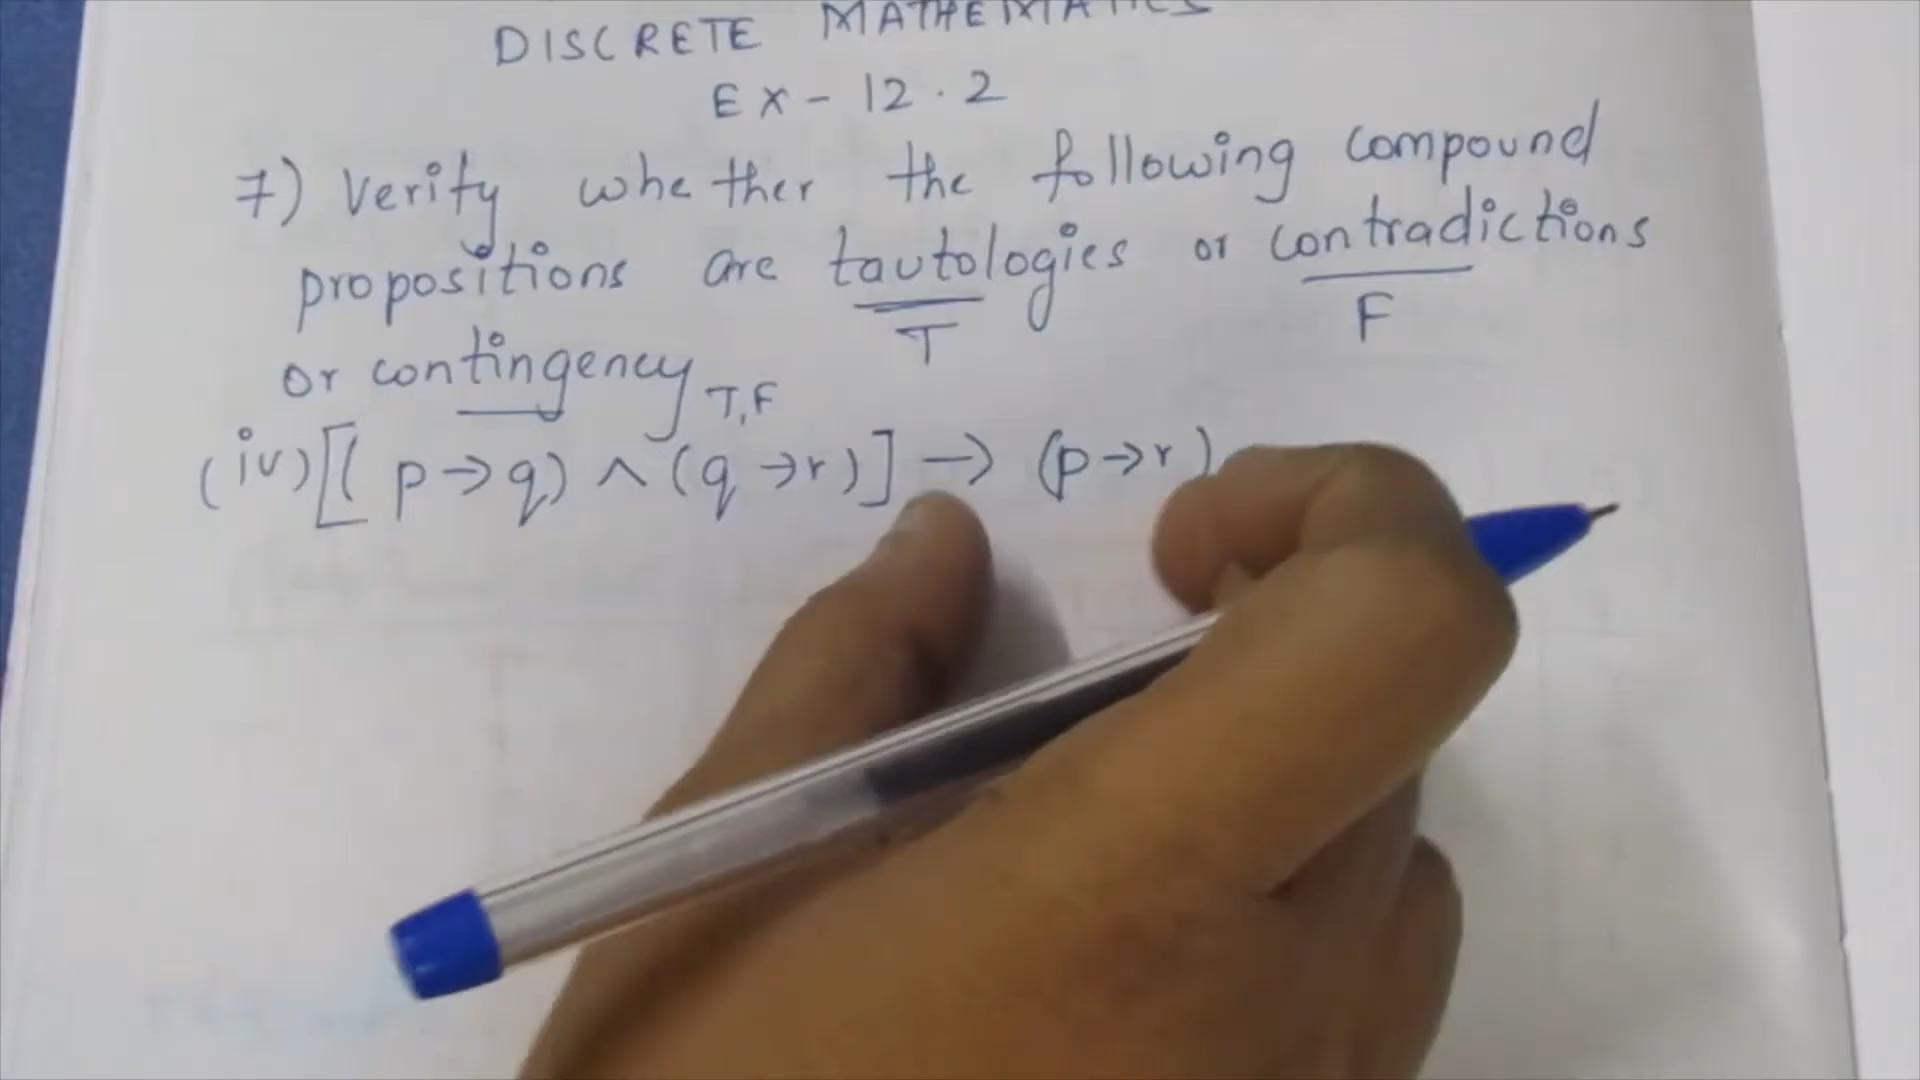 DISCRETE MATHEMATICS
EX - 12.2
7) Verify whether the following compound
propositions are tautologies or contradictions
T F
or contingency T,F
(iv) [(p→q) ∧ (q→r)] → (p→r)